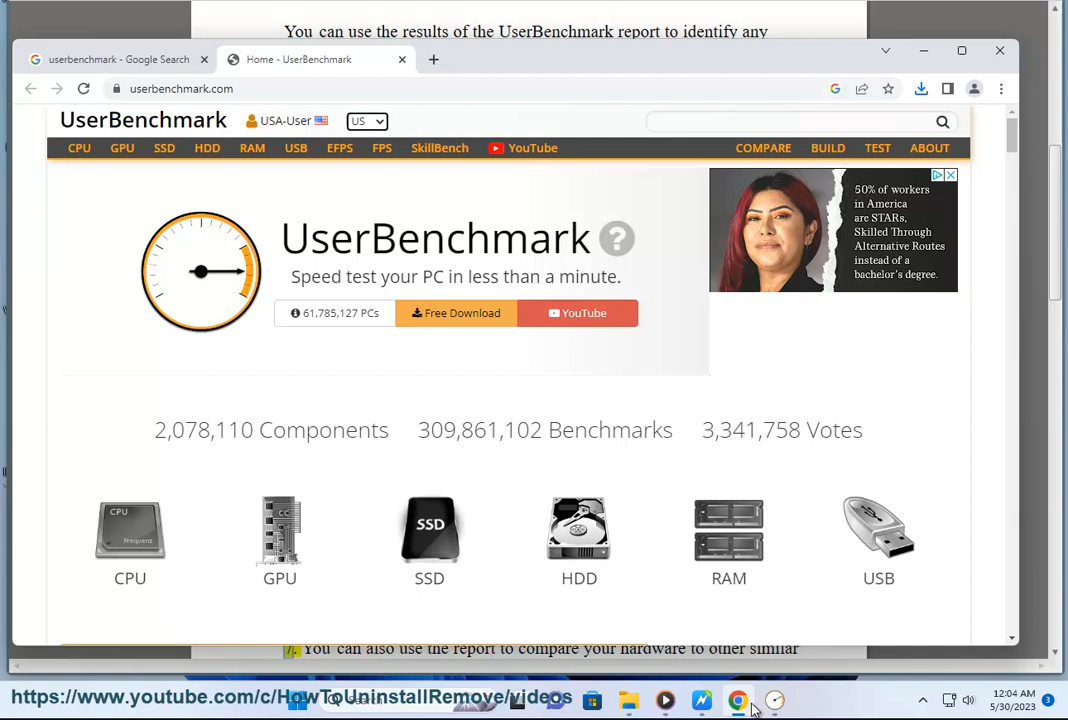 You can use the results of the UserBenchmark report to identify any
userbenchmark - Google Search
Home - UserBenchmark
userbenchmark.com
UserBenchmark USA-User US
CPU GPU SSD HDD RAM USB EFPS FPS SkillBench YouTube COMPARE BUILD TEST ABOUT
UserBenchmark ?
Speed test your PC in less than a minute.
61,785,127 PCs Free Download YouTube
50% of workers
in America
are STARs,
Skilled Through
Alternative Routes
instead of a
bachelor's degree.
2,078,110 Components 309,861,102 Benchmarks 3,341,758 Votes
CPU
Frequenz
SSD
CPU GPU SSD HDD RAM USB
7. You can also use the report to compare your hardware to other similar
https://www.youtube.com/c/HowToUninstallRemove/videos
12:04 AM
5/30/2023
3